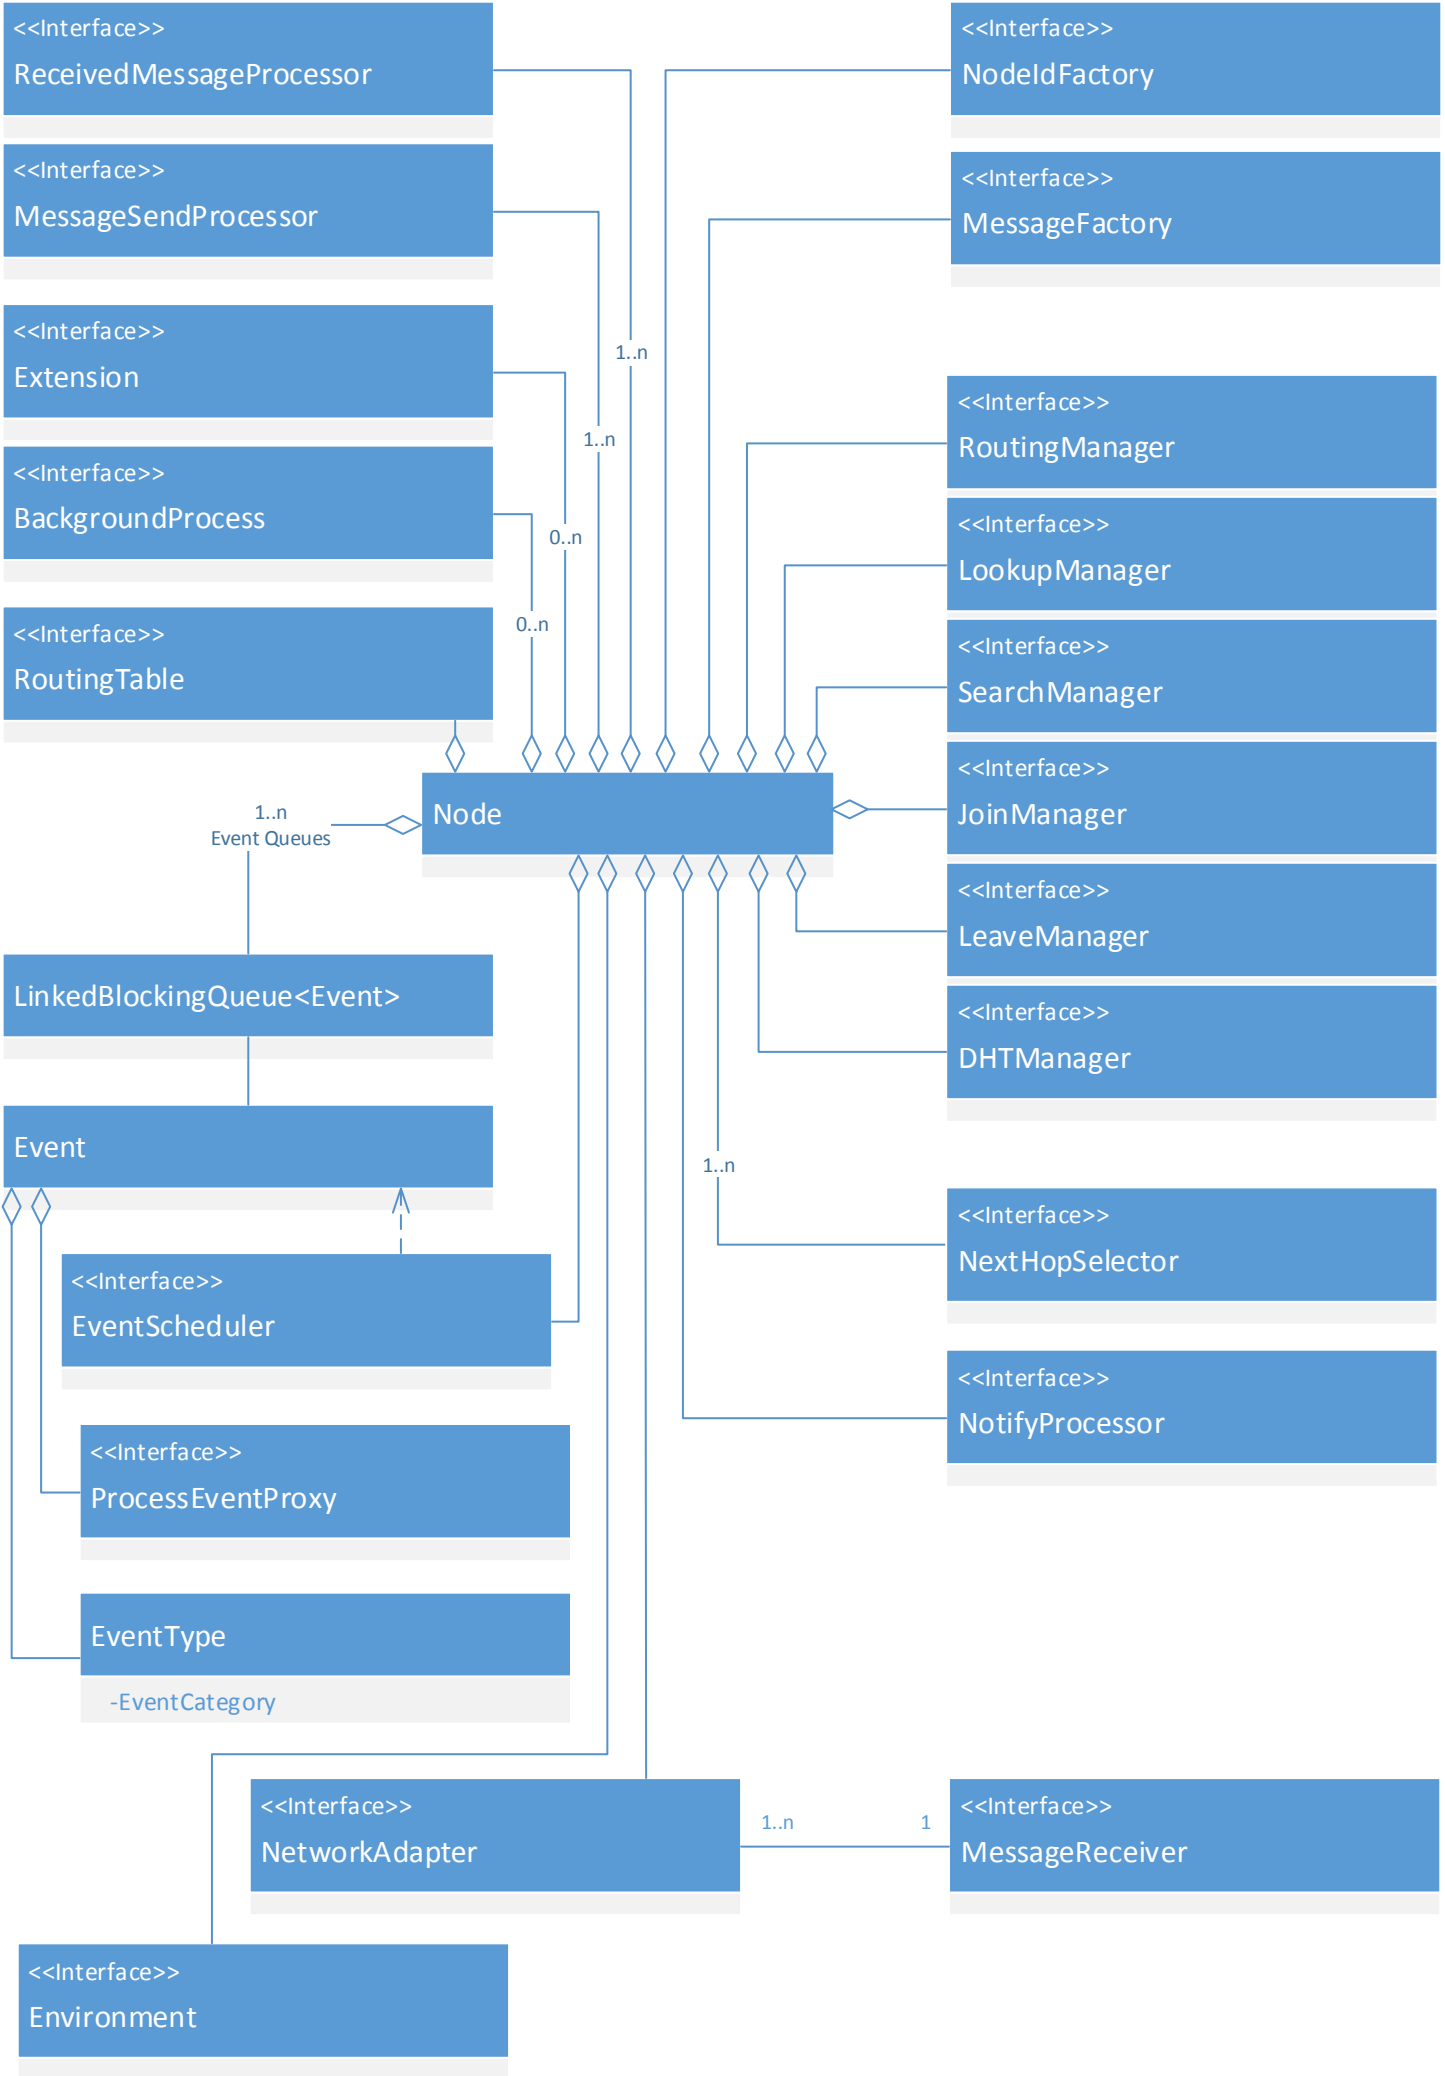 <<Interface>>
ReceivedMessageProcessor
<<Interface>>
MessageSendProcessor
<<Interface>>
Extension
<<Interface>>
BackgroundProcess
<<Interface>>
RoutingTable
<<Interface>>
NodeIdFactory
<<Interface>>
MessageFactory
1..n
1..n
0..n
0..n
<<Interface>>
RoutingManager
<<Interface>>
LookupManager
<<Interface>>
SearchManager
<<Interface>>
JoinManager
<<Interface>>
LeaveManager
<<Interface>>
DHTManager
Node
1..n
Event Queues
LinkedBlockingQueue<Event>
Event
1..n
<<Interface>>
NextHopSelector
<<Interface>>
EventScheduler
<<Interface>>
NotifyProcessor
<<Interface>>
ProcessEventProxy
EventType
-EventCategory
<<Interface>>
NetworkAdapter
1..n
1
<<Interface>>
MessageReceiver
<<Interface>>
Environment